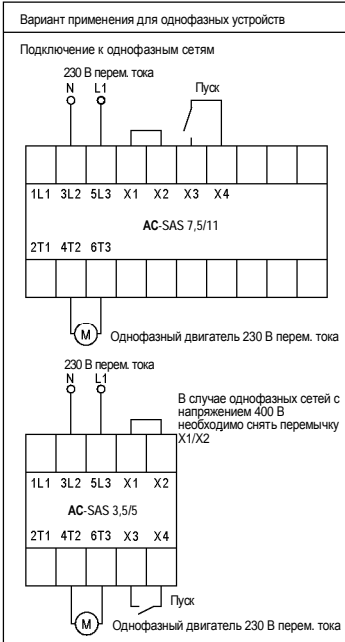 Вариант применения для однофазных устройств
Подключение к однофазным сетям
230 В перем. тока
N L1
Пуск
1L1 3L2 5L3 X1 X2 X3 X4
AC-SAS 7,5/11
2T1 4T2 6T3
M
Однофазный двигатель 230 В перем. тока
230 В перем. тока
N L1
В случае однофазных сетей с
напряжением 400 В
необходимо снять перемычку
X1/X2
1L1 3L2 5L3 X1 X2
AC-SAS 3,5/5
2T1 4T2 6T3 X3 X4
Пуск
M
Однофазный двигатель 230 В перем. тока